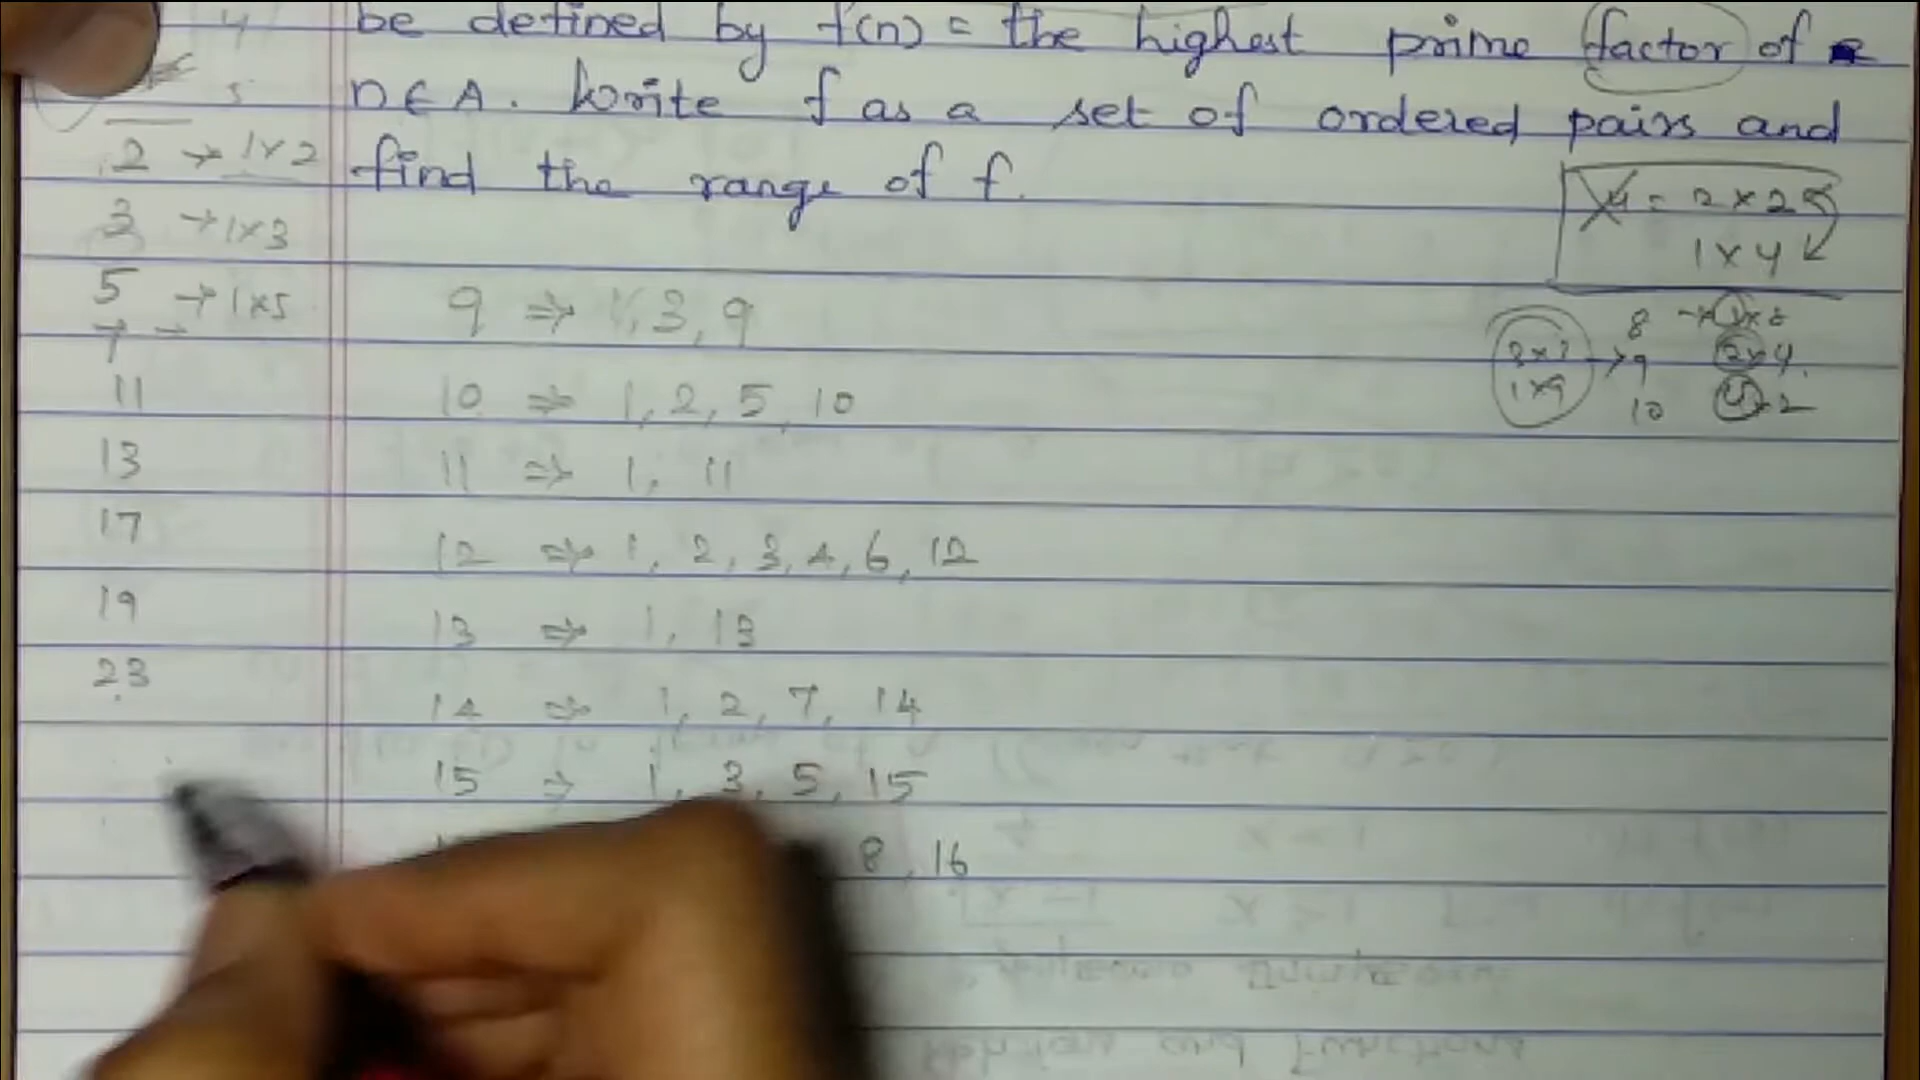 be defined by f(n) = the highest prime factor of
n ∈ A. Write f as a set of ordered pairs and
find the range of f.
4
5
2 → 1×2
3 → 1×3
5 → 1×5
7 →
11
13
17
19
23
4 = 2×2
1×4
8 → 1×8
9 2×4
10
3×3
1×9
9 ⇒ 1, 3, 9
10 ⇒ 1, 2, 5, 10
11 ⇒ 1, 11
12 ⇒ 1, 2, 3, 4, 6, 12
13 ⇒ 1, 13
14 ⇒ 1, 2, 7, 14
15 ⇒ 1, 3, 5, 15
8, 16